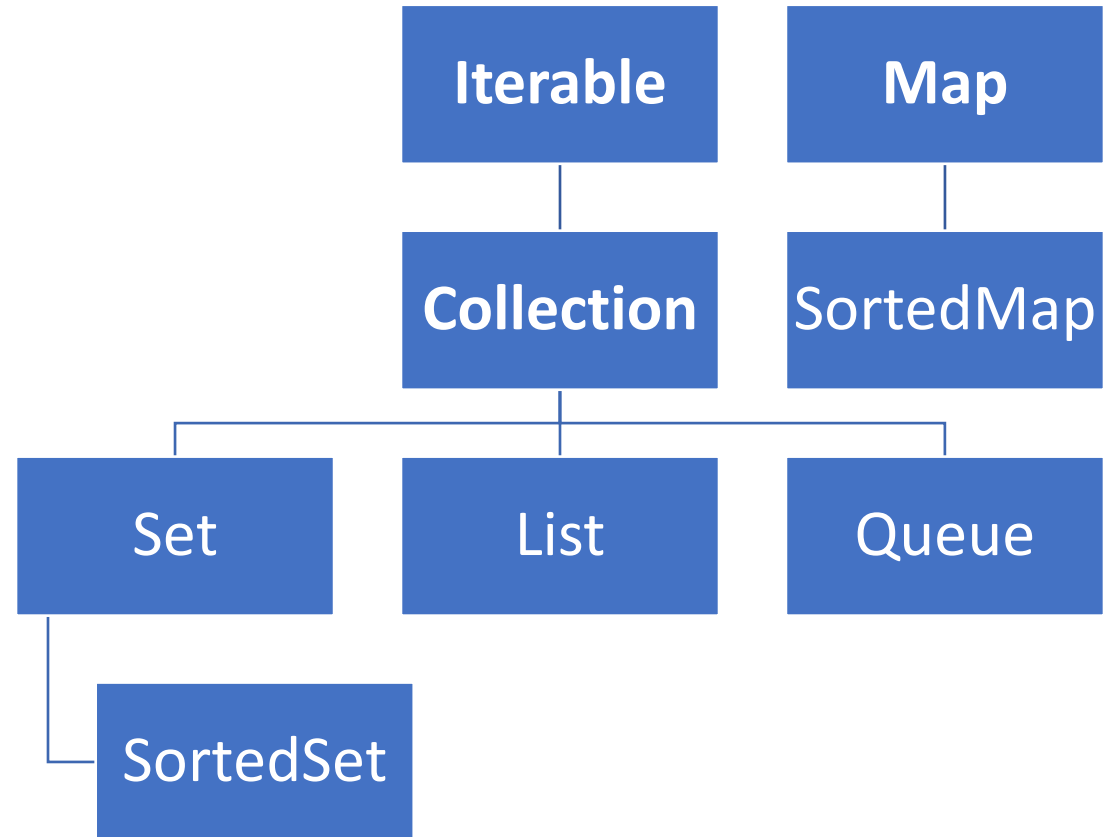 Iterable
Map
Collection
SortedMap
Set
List
Queue
SortedSet